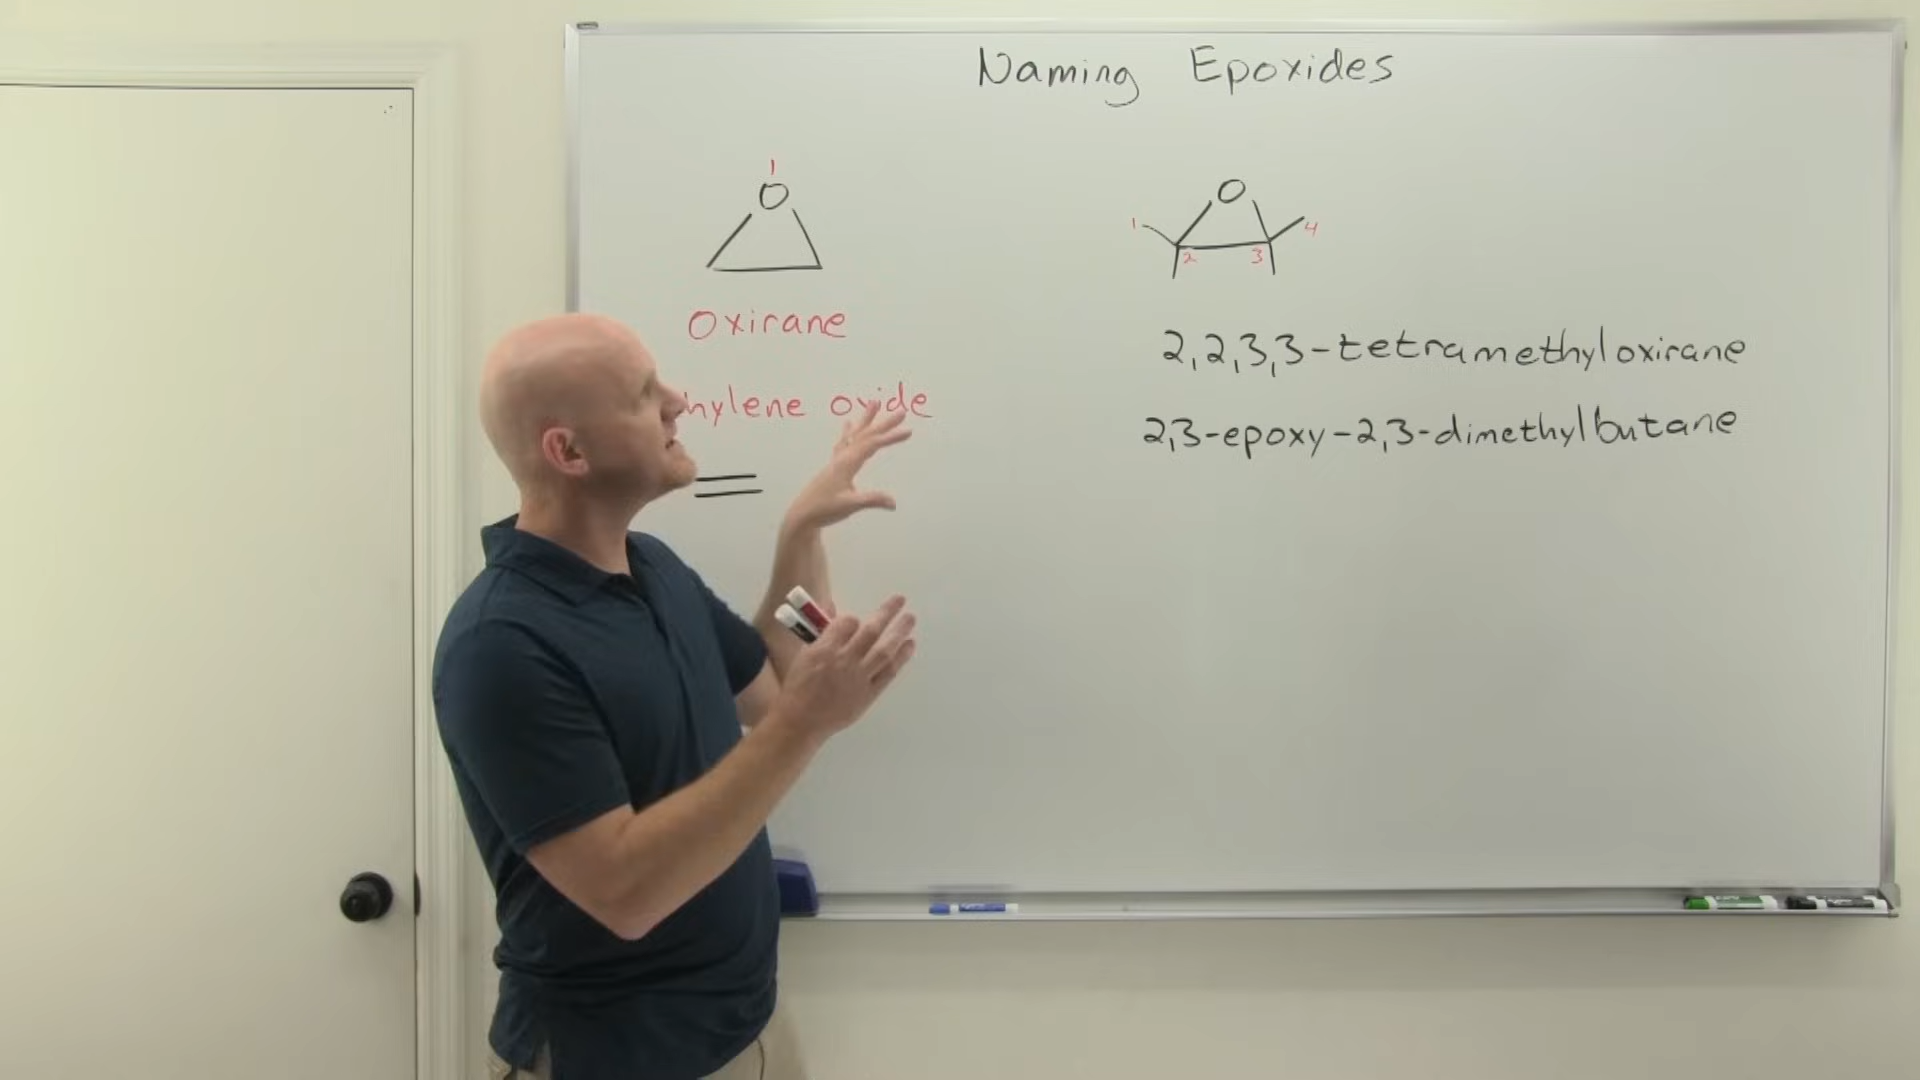 Naming Epoxides
1
O
Oxirane
hylene oxide
O
1
4
2 3
2,2,3,3-tetramethyloxirane
2,3-epoxy-2,3-dimethylbutane